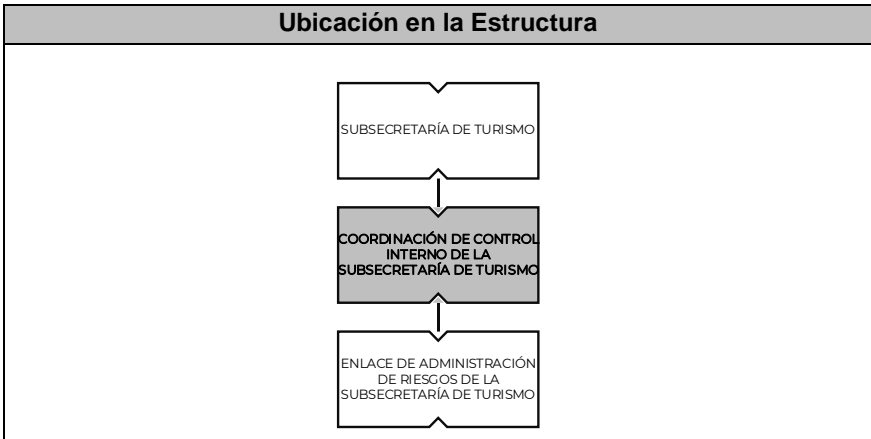 Ubicación en la Estructura
SUBSECRETARÍA DE TURISMO
COORDINACIÓN DE CONTROL
INTERNO DE LA
SUBSECRETARÍA DE TURISMO
ENLACE DE ADMINISTRACIÓN
DE RIESGOS DE LA
SUBSECRETARÍA DE TURISMO